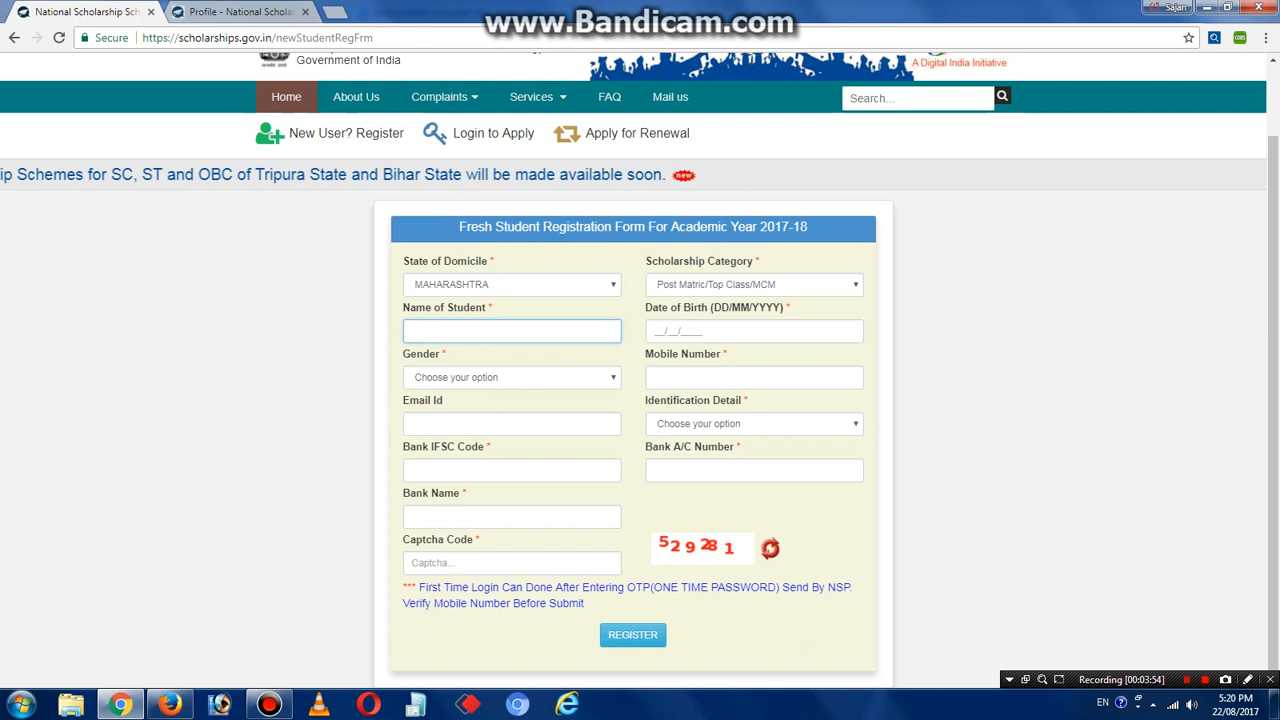 National Scholarship Sch
Profile - National Scholarshi
www.Bandicam.com
Sajan
Secure
https://scholarships.gov.in/newStudentRegFrm
Government of India
A Digital India Initiative
Home
About Us
Complaints
Services
FAQ
Mail us
Search...
New User? Register
Login to Apply
Apply for Renewal
ip Schemes for SC, ST and OBC of Tripura State and Bihar State will be made available soon.
new
Fresh Student Registration Form For Academic Year 2017-18
State of Domicile *
Scholarship Category *
MAHARASHTRA
Post Matric/Top Class/MCM
Name of Student *
Date of Birth (DD/MM/YYYY) *
__/__/____
Gender *
Mobile Number *
Choose your option
Email Id
Identification Detail *
Choose your option
Bank IFSC Code *
Bank A/C Number *
Bank Name *
Captcha Code *
529281
Captcha...
*** First Time Login Can Done After Entering OTP(ONE TIME PASSWORD) Send By NSP.
Verify Mobile Number Before Submit
REGISTER
Recording [00:03:54]
EN
5:20 PM
22/08/2017